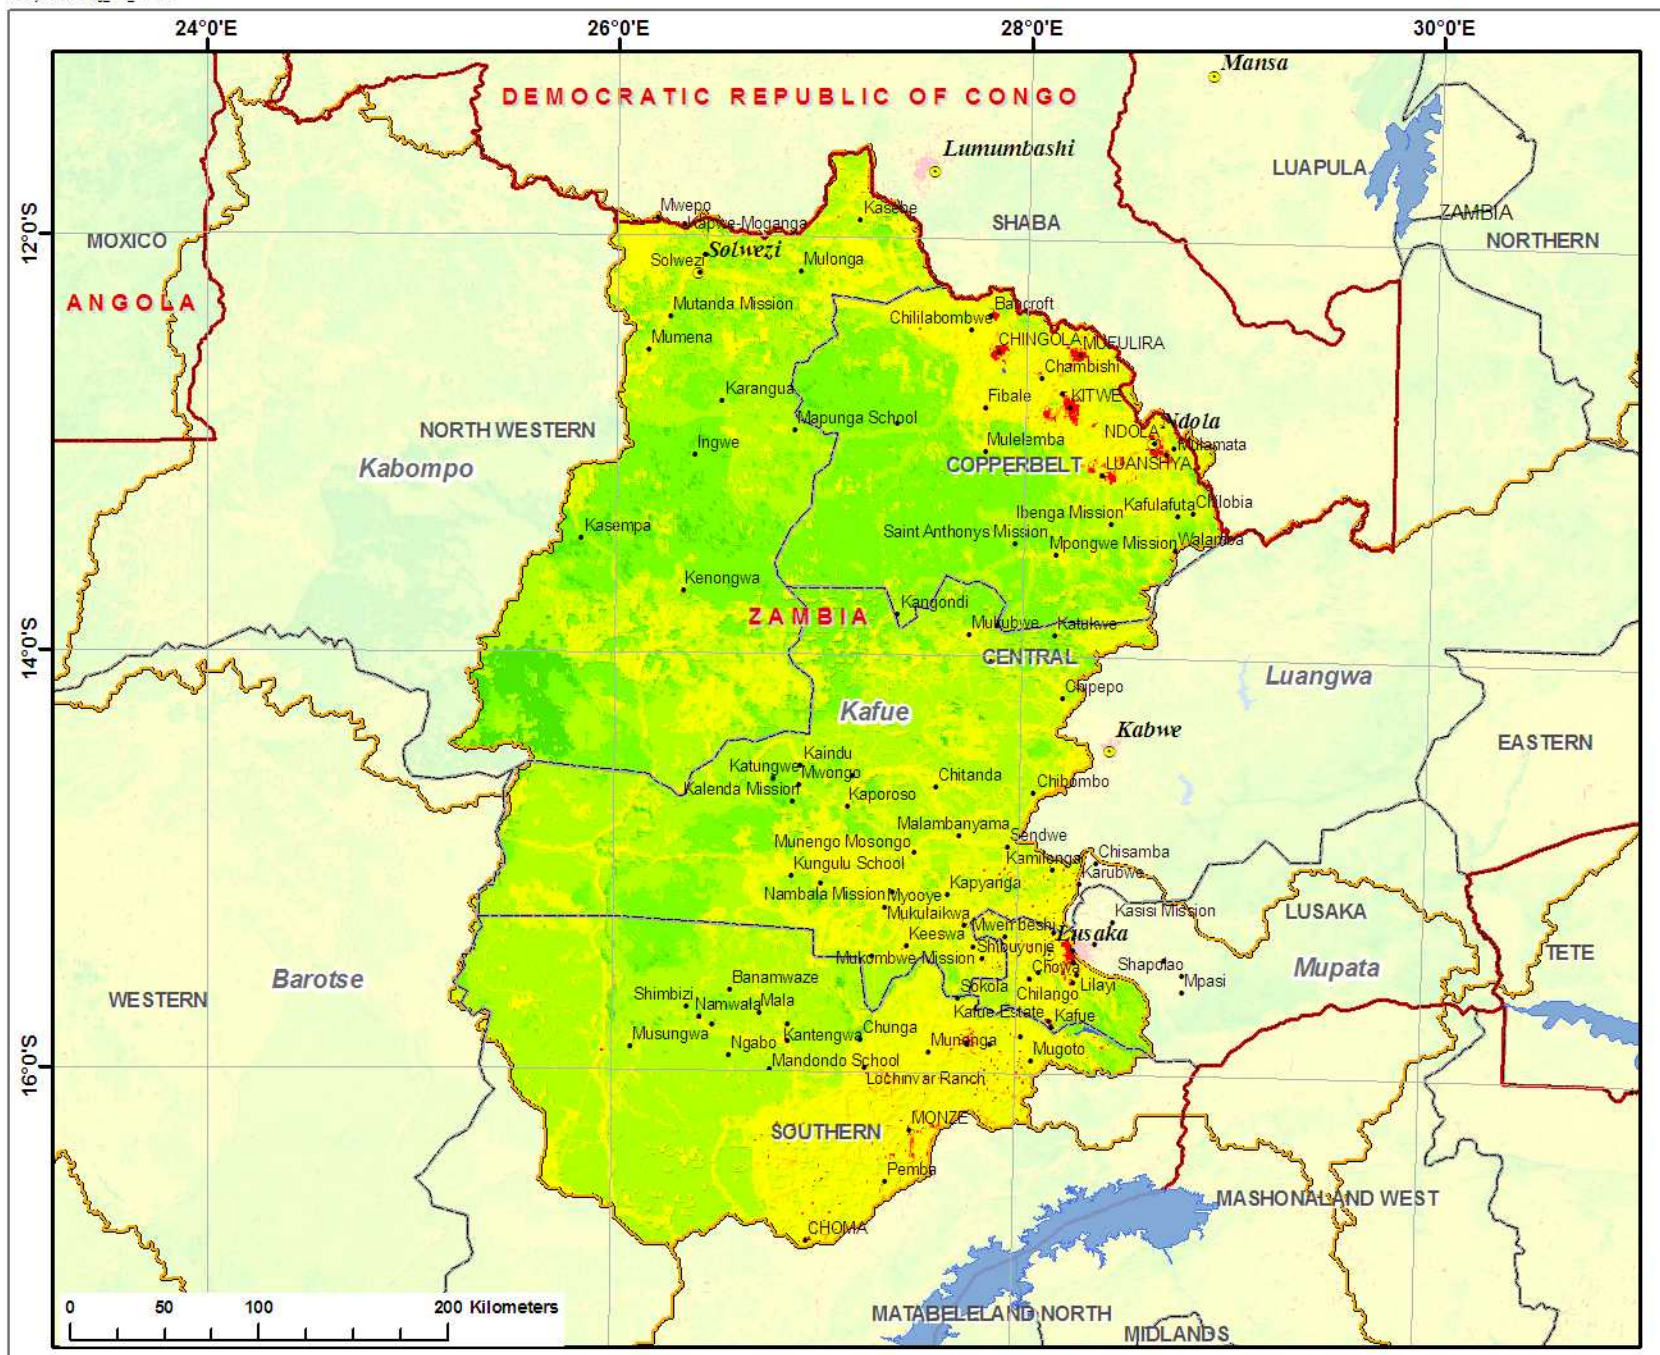 24°0'E
26°0'E
28°0'E
30°0'E
Mansa
DEMOCRATIC REPUBLIC OF CONGO
Lumumbashi
LUAPULA
Mwepo
Kasebe
SHABA
ZAMBIA
Kapwe-Moganga
12°0'S
MOXICO
NORTHERN
Solwezi
Solwezi
Mulonga
ANGOLA
Mutanda Mission
Bancroft
Chililabombwe
Mumena
CHINGOLA
MUFULIRA
Chambishi
Karangua
Fibale
KITWE
Mapunga School
Ndola
NORTH WESTERN
NDOLA
Ingwe
Mulelemba
Mulamata
Kabompo
COPPERBELT
LUANSHYA
Kafulafuta
Chilobia
Ibenga Mission
Kasempa
Saint Anthonys Mission
Mpongwe Mission
Walamba
Kenongwa
Kangondi
ZAMBIA
Mukubwe
Katukwe
14°0'S
CENTRAL
Luangwa
Chipepo
Kafue
Kabwe
EASTERN
Kaindu
Katungwe
Mwongo
Chitanda
Chibombo
Kalenda Mission
Kaporoso
Malambanyama
Sendwe
Munengo Mosongo
Chisamba
Kungulu School
Kamilonga
Karubwe
Kapyanga
Nambala Mission
Myooye
Kasisi Mission
LUSAKA
Mukulaikwa
Mwembeshi
Lusaka
Keeswa
Shibuyunje
TETE
Mukombwe Mission
Chowa
Shapolao
Mupata
Barotse
Banamwaze
Mpasi
Sokola
Chilango
Lilayi
WESTERN
Shimbizi
Namwala
Mala
Kafue Estate
Kafue
Musungwa
Kantengwa
Chunga
Ngabo
Munenga
Mugoto
Mandondo School
16°0'S
Lochinvar Ranch
MONZE
SOUTHERN
Pemba
MASHONALAND WEST
CHOMA
0 50 100 200 Kilometers
MATABELELAND NORTH
MIDLANDS